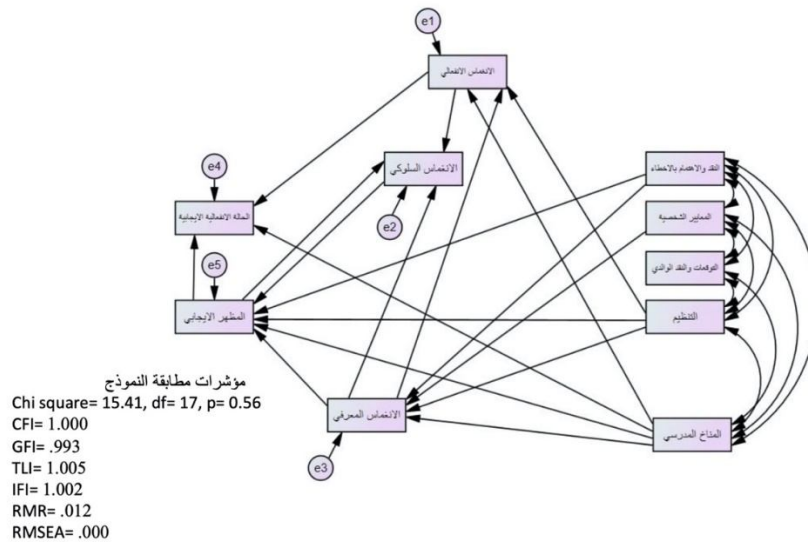 e1
الانغماس الانفعالي
e4
الانغماس السلوكي
النقد والاهتمام بالاخطاء
الحالة الانفعالية الايجابية
e2
المعايير الشخصية
e5
التوقعات والنقد الوالدي
المظهر الايجابي
التنظيم
مؤشرات مطابقة النموذج
Chi square= 15.41, df= 17, p= 0.56
CFI= 1.000
GFI= .993
TLI= 1.005
IFI= 1.002
RMR= .012
RMSEA= .000
الانغماس المعرفي
المناخ المدرسي
e3